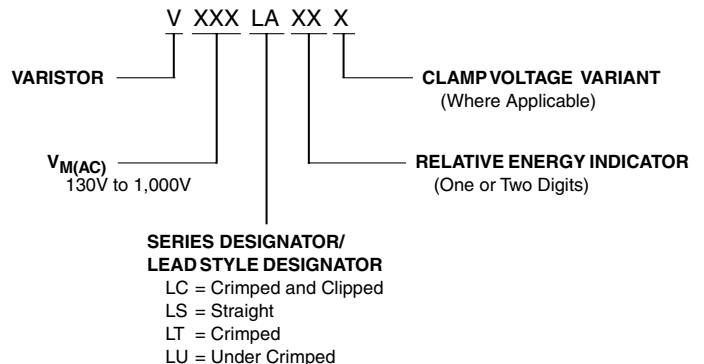 V XXX LA XX X
VARISTOR
CLAMP VOLTAGE VARIANT
(Where Applicable)
VM(AC)
130V to 1,000V
RELATIVE ENERGY INDICATOR
(One or Two Digits)
SERIES DESIGNATOR/
LEAD STYLE DESIGNATOR
LC = Crimped and Clipped
LS = Straight
LT = Crimped
LU = Under Crimped